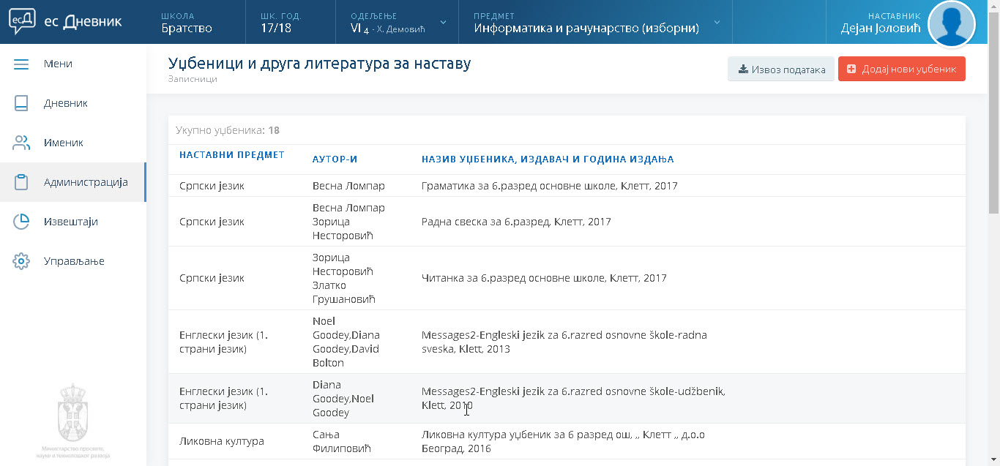 есД ес Дневник
ШКОЛА
Братство
ШК. ГОД.
17/18
ОДЕЉЕЊЕ
VI 4 - Х. Демовић
ПРЕДМЕТ
Информатика и рачунарство (изборни)
НАСТАВНИК
Дејан Јоловић
Мени
Дневник
Именик
Администрација
Извештаји
Управљање
Министарство просвете,
науке и технолошког развоја
Уџбеници и друга литература за наставу
Записници
Извоз података
Додај нови уџбеник
Укупно уџбеника: 18
НАСТАВНИ ПРЕДМЕТ
АУТОР-И
НАЗИВ УЏБЕНИКА, ИЗДАВАЧ И ГОДИНА ИЗДАЊА
Српски језик
Весна Ломпар
Граматика за 6.разред основне школе, Клетт, 2017
Српски језик
Весна Ломпар
Зорица
Несторовић
Радна свеска за 6.разред, Клетт, 2017
Српски језик
Зорица
Несторовић
Златко
Грушановић
Читанка за 6.разред основне школе, Клетт, 2017
Енглески језик (1.
страни језик)
Noel
Goodey,Diana
Goodey,David
Bolton
Messages2-Engleski jezik za 6.razred osnovne škole-radna
sveska, Klett, 2013
Енглески језик (1.
страни језик)
Diana
Goodey,Noel
Goodey
Messages2-Engleski jezik za 6.razred osnovne škole-udžbenik,
Klett, 2010
Ликовна култура
Сања
Филиповић
Ликовна култура уџбеник за 6 разред ош, ,, Клетт ,, д.о.о
Београд, 2016